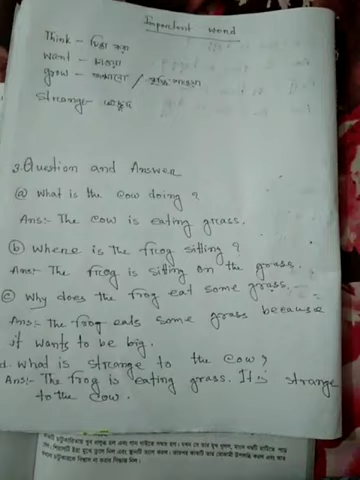 Important word
Think - চিন্তা করা
want - চাওয়া
grow - জন্মানো / বৃদ্ধি পাওয়া
Strange - অদ্ভুত
3. Question and Answer
(a) What is the cow doing?
Ans:- The cow is eating grass.
(b) Where is the frog sitting?
Ans:- The frog is sitting on the grass.
(c) Why does the frog eat some grass.
Ans:- The frog eats some grass because
it wants to be big.
d. What is strange to the cow?
Ans:- The frog is eating grass. It is strange
to the cow.